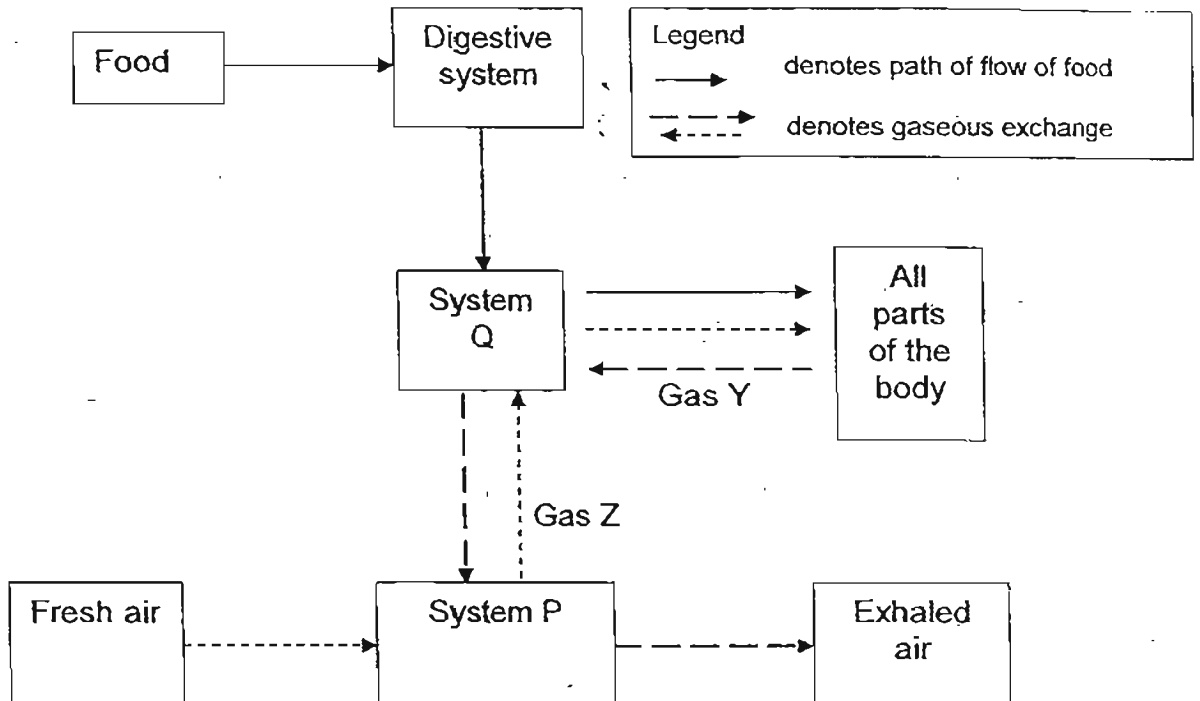 Food
Digestive
system
Legend
denotes path of flow of food
denotes gaseous exchange
System
Q
All
parts
of the
body
Gas Y
Gas Z
Fresh air
System P
Exhaled
air